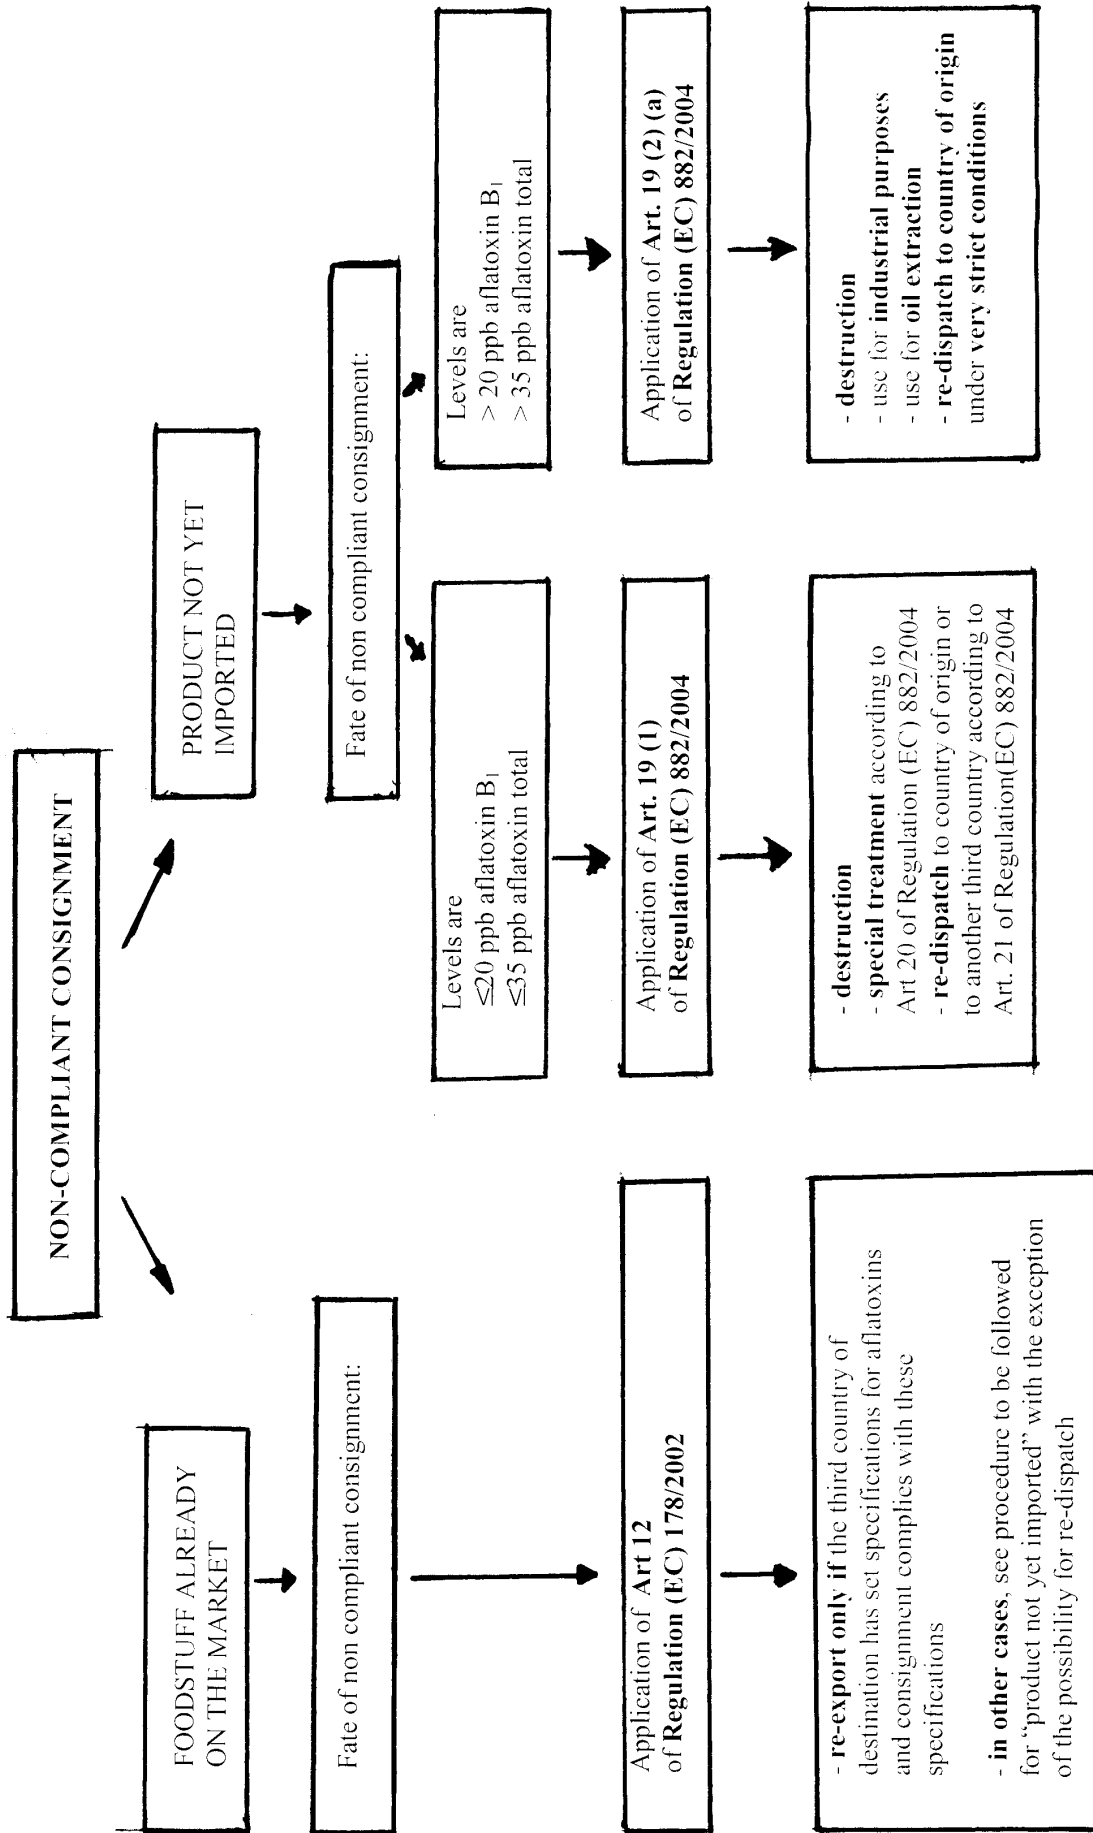 NON-COMPLIANT CONSIGNMENT
FOODSTUFF ALREADY
ON THE MARKET
Fate of non compliant consignment:
Application of Art 12
of Regulation (EC) 178/2002
- re-export only if the third country of
destination has set specifications for aflatoxins
and consignment complies with these
specifications
- in other cases, see procedure to be followed
for “product not yet imported” with the exception
of the possibility for re-dispatch
PRODUCT NOT YET
IMPORTED
Fate of non compliant consignment:
Levels are
≤20 ppb aflatoxin B₁
≤35 ppb aflatoxin total
Application of Art. 19 (1)
of Regulation (EC) 882/2004
- destruction
- special treatment according to
Art 20 of Regulation (EC) 882/2004
- re-dispatch to country of origin or
to another third country according to
Art. 21 of Regulation(EC) 882/2004
Levels are
> 20 ppb aflatoxin B₁
> 35 ppb aflatoxin total
Application of Art. 19 (2) (a)
of Regulation (EC) 882/2004
- destruction
- use for industrial purposes
- use for oil extraction
- re-dispatch to country of origin
under very strict conditions